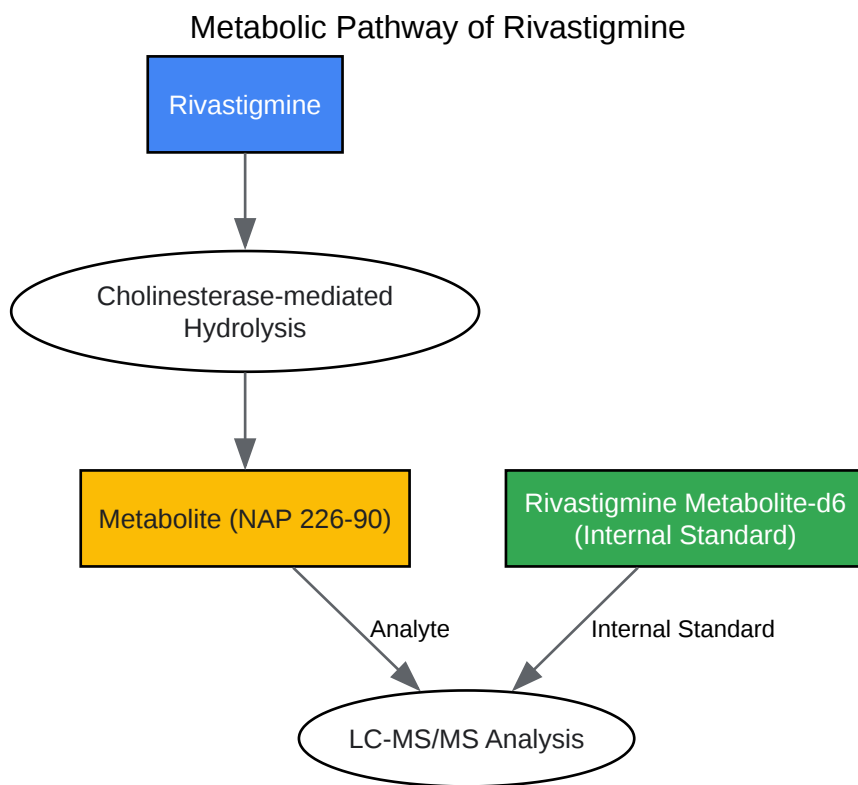 Metabolic Pathway of Rivastigmine
Rivastigmine
Cholinesterase-mediated
Hydrolysis
Metabolite (NAP 226-90)
Rivastigmine Metabolite-d6
(Internal Standard)
Analyte
Internal Standard
LC-MS/MS Analysis